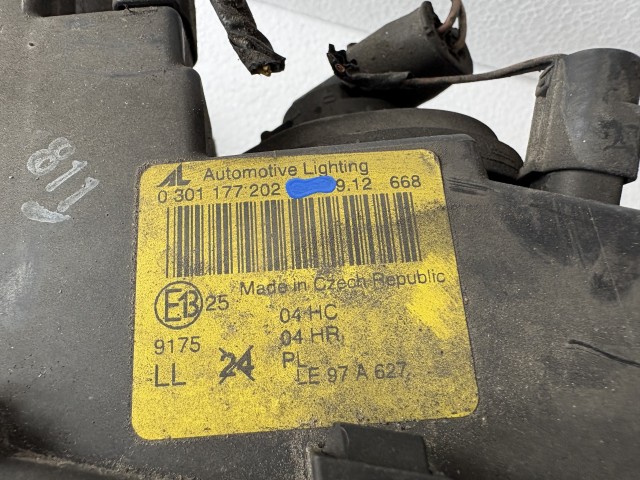 811
AL Automotive Lighting
0 301 177 202 9.12 668
Made in Czech Republic
E13 25
04 HC
9175 04 HR
LL 24 PL
LE 97 A 627